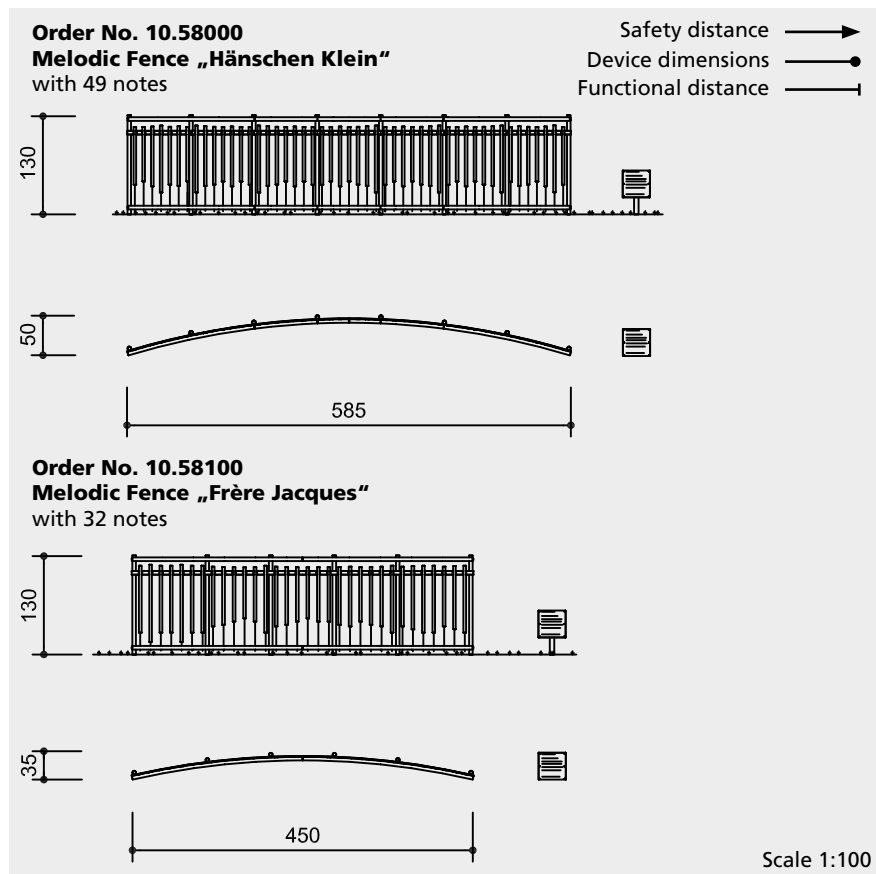 Order No. 10.58000
Melodic Fence „Hänschen Klein“
with 49 notes
Safety distance
Device dimensions
Functional distance
130
50
585
Order No. 10.58100
Melodic Fence „Frère Jacques“
with 32 notes
130
35
450
Scale 1:100